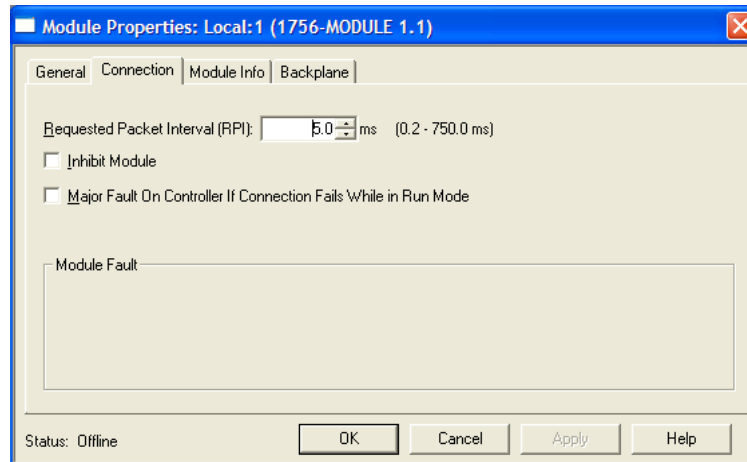 Module Properties: Local:1 (1756-MODULE 1.1)
General Connection Module Info Backplane
Requested Packet Interval (RPI): 5.0 ms (0.2 - 750.0 ms)
Inhibit Module
Major Fault On Controller If Connection Fails While in Run Mode
Module Fault
Status: Offline OK Cancel Apply Help